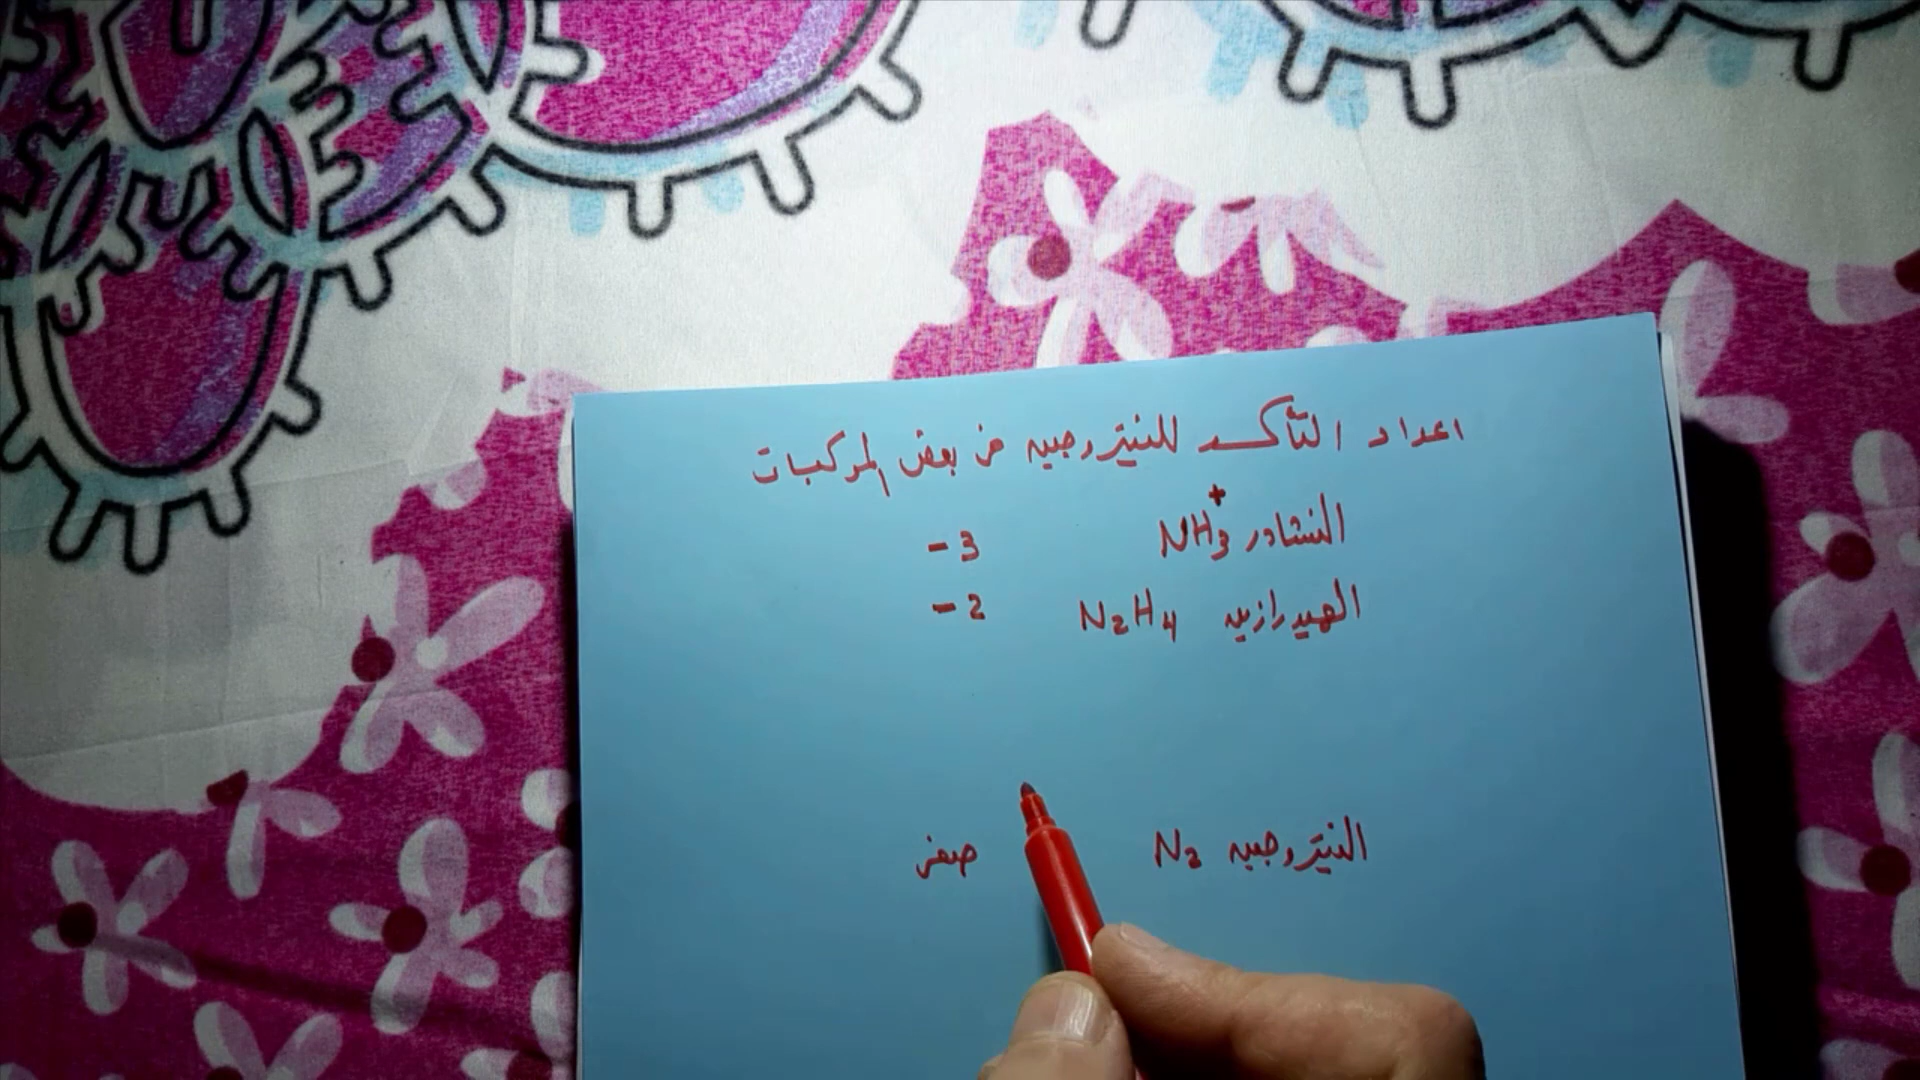 اعداد التأكسد للنيتروجين في بعض المركبات
النشادر NH₃⁺ -3
الهيدرازين N₂H₄ -2
النيتروجين N₂ صفر